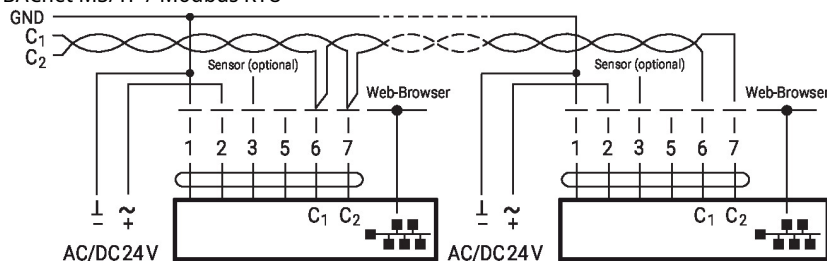 BACnet MS/TP / Modbus RTU
GND
C1
C2
Sensor (optional)
Web-Browser
1 2 3 5 6 7
C1 C2
⊥ ~
– +
AC/DC 24 V
Sensor (optional)
Web-Browser
1 2 3 5 6 7
C1 C2
⊥ ~
– +
AC/DC 24 V